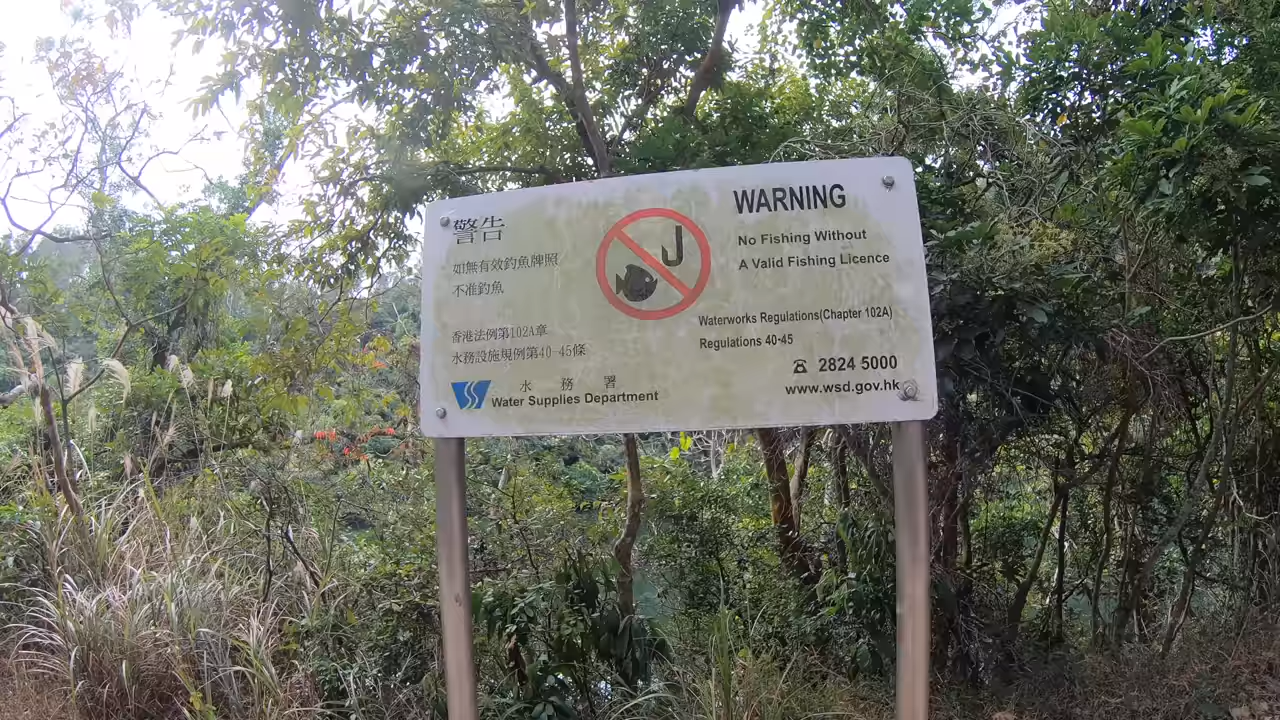 警告
如無有效釣魚牌照
不准釣魚
香港法例第102A章
水務設施規例第40-45條
水務署
Water Supplies Department
WARNING
No Fishing Without
A Valid Fishing Licence
Waterworks Regulations(Chapter 102A)
Regulations 40-45
☎ 2824 5000
www.wsd.gov.hk